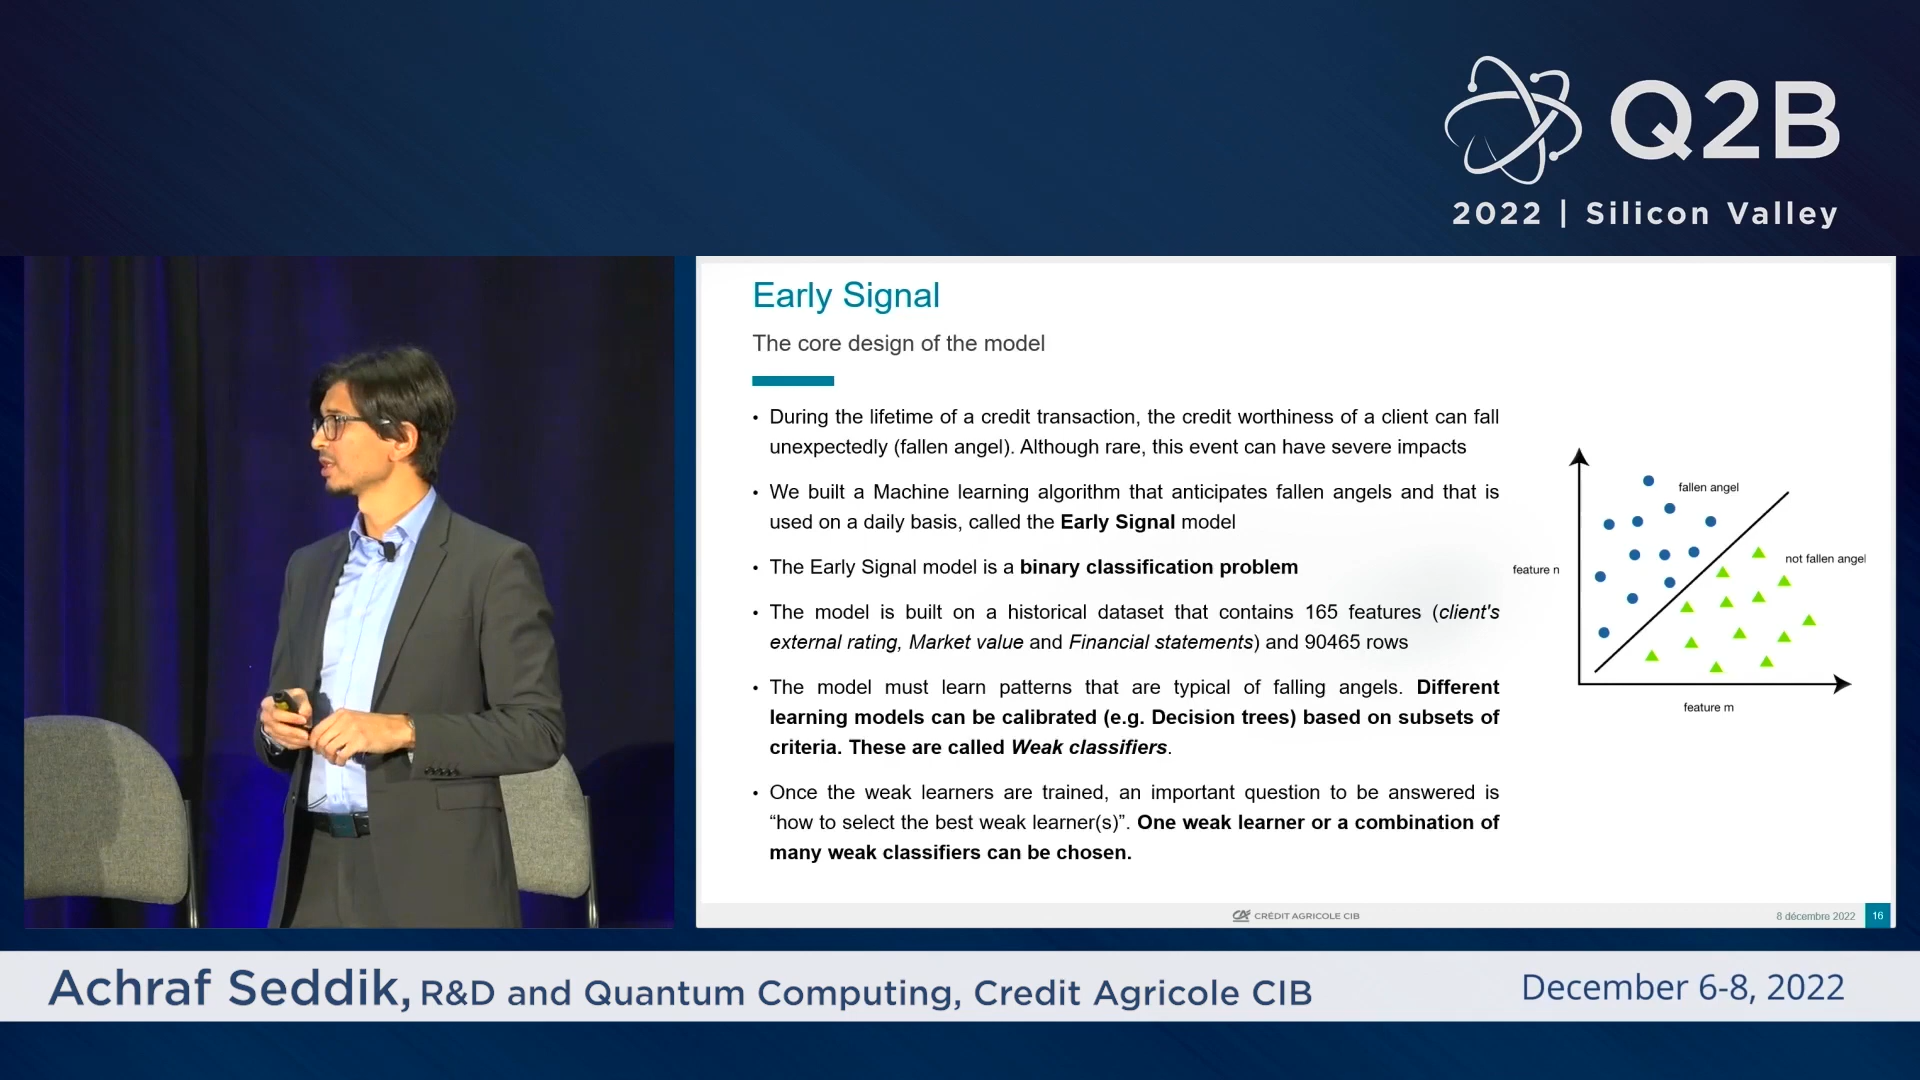 Q2B
2022 | Silicon Valley
Early Signal
The core design of the model
• During the lifetime of a credit transaction, the credit worthiness of a client can fall
unexpectedly (fallen angel). Although rare, this event can have severe impacts
• We built a Machine learning algorithm that anticipates fallen angels and that is
used on a daily basis, called the Early Signal model
• The Early Signal model is a binary classification problem
• The model is built on a historical dataset that contains 165 features (client's
external rating, Market value and Financial statements) and 90465 rows
• The model must learn patterns that are typical of falling angels. Different
learning models can be calibrated (e.g. Decision trees) based on subsets of
criteria. These are called Weak classifiers.
• Once the weak learners are trained, an important question to be answered is
“how to select the best weak learner(s)”. One weak learner or a combination of
many weak classifiers can be chosen.
fallen angel
not fallen angel
feature n
feature m
CRÉDIT AGRICOLE CIB
8 décembre 2022
16
Achraf Seddik, R&D and Quantum Computing, Credit Agricole CIB
December 6-8, 2022